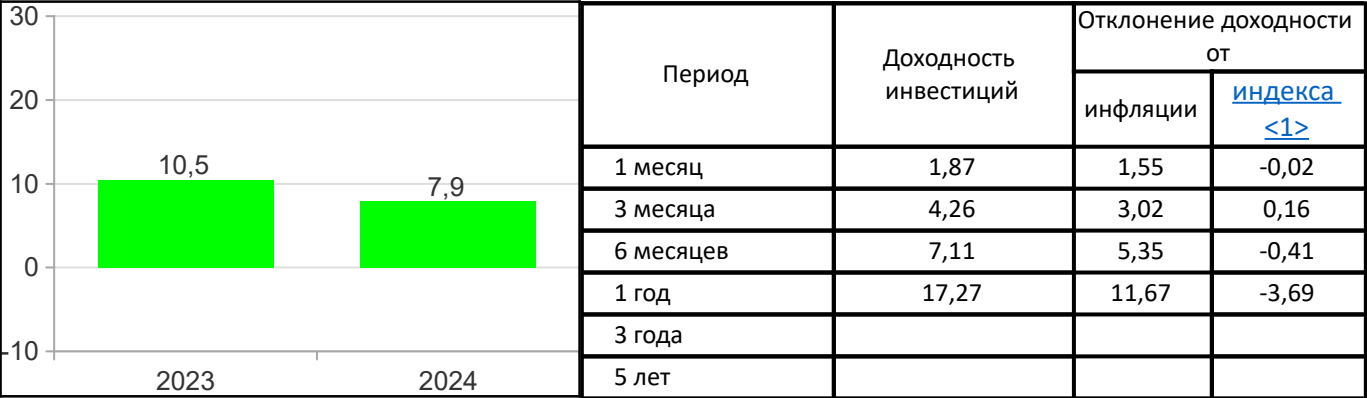 30
20
10
0
-10
10,5
7,9
2023
2024
Период
Доходность
инвестиций
Отклонение доходности
от
инфляции
индекса
<1>
1 месяц 1,87 1,55 -0,02
3 месяца 4,26 3,02 0,16
6 месяцев 7,11 5,35 -0,41
1 год 17,27 11,67 -3,69
3 года
5 лет